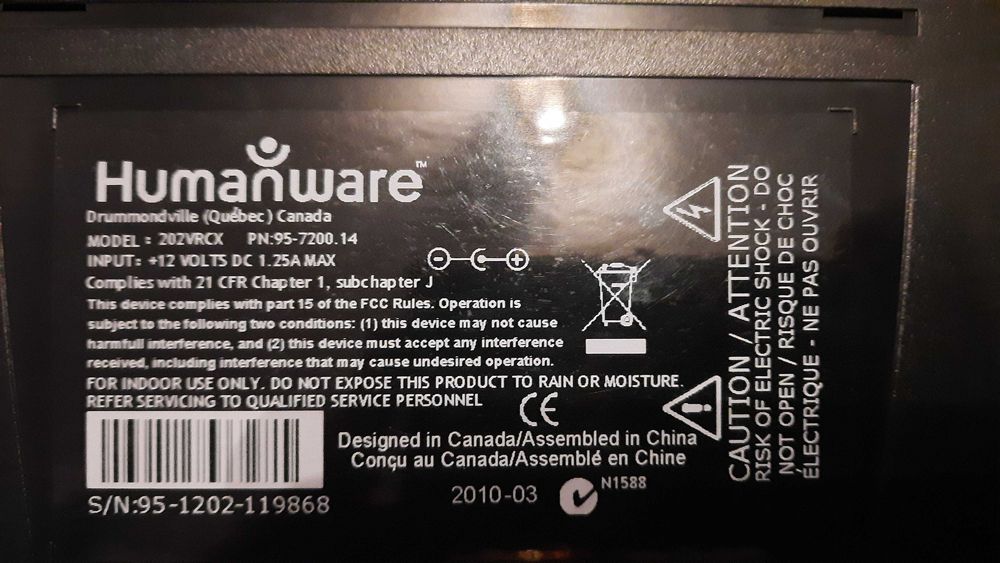 Humanware™
Drummondville (Québec) Canada
MODEL : 202VRCX PN:95-7200.14
INPUT: +12 VOLTS DC 1.25A MAX
Complies with 21 CFR Chapter 1, subchapter J
This device complies with part 15 of the FCC Rules. Operation is
subject to the following two conditions: (1) this device may not cause
harmfull interference, and (2) this device must accept any interference
received, including interference that may cause undesired operation.
FOR INDOOR USE ONLY. DO NOT EXPOSE THIS PRODUCT TO RAIN OR MOISTURE.
REFER SERVICING TO QUALIFIED SERVICE PERSONNEL
CE
Designed in Canada/Assembled in China
Conçu au Canada/Assemblé en Chine
2010-03
N1588
S/N:95-1202-119868
CAUTION / ATTENTION
RISK OF ELECTRIC SHOCK - DO
NOT OPEN / RISQUE DE CHOC
ÉLECTRIQUE - NE PAS OUVRIR